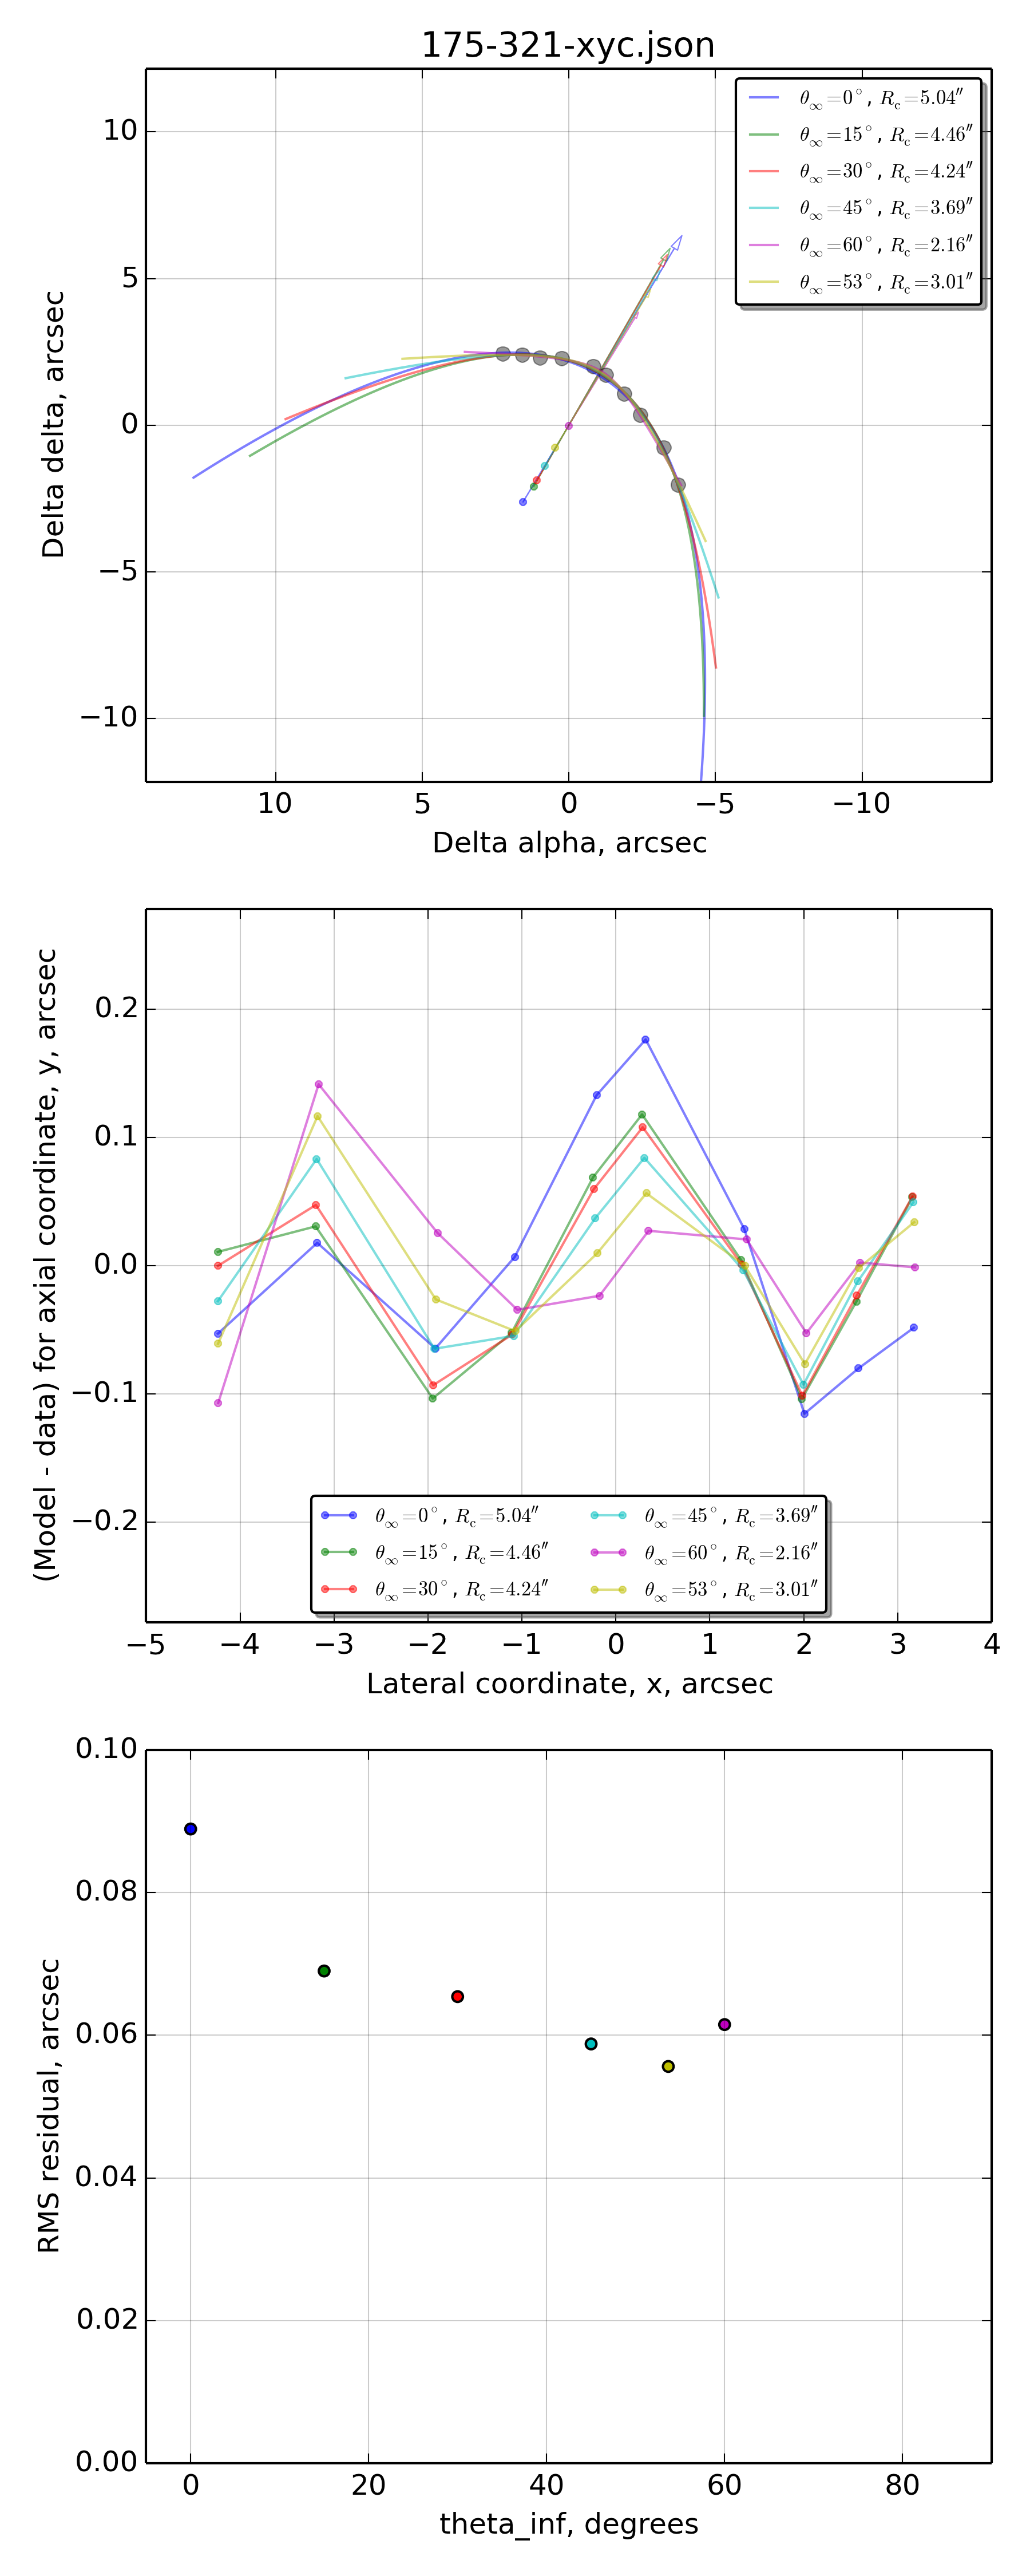 175-321-xyc.json
θ∞=0°, Rc=5.04″
θ∞=15°, Rc=4.46″
θ∞=30°, Rc=4.24″
θ∞=45°, Rc=3.69″
θ∞=60°, Rc=2.16″
θ∞=53°, Rc=3.01″
10
5
0
−5
−10
Delta delta, arcsec
10 5 0 −5 −10
Delta alpha, arcsec
0.2
0.1
0.0
−0.1
−0.2
(Model - data) for axial coordinate, y, arcsec
θ∞=0°, Rc=5.04″ θ∞=45°, Rc=3.69″
θ∞=15°, Rc=4.46″ θ∞=60°, Rc=2.16″
θ∞=30°, Rc=4.24″ θ∞=53°, Rc=3.01″
−5 −4 −3 −2 −1 0 1 2 3 4
Lateral coordinate, x, arcsec
0.10
0.08
0.06
0.04
0.02
0.00
RMS residual, arcsec
0 20 40 60 80
theta_inf, degrees